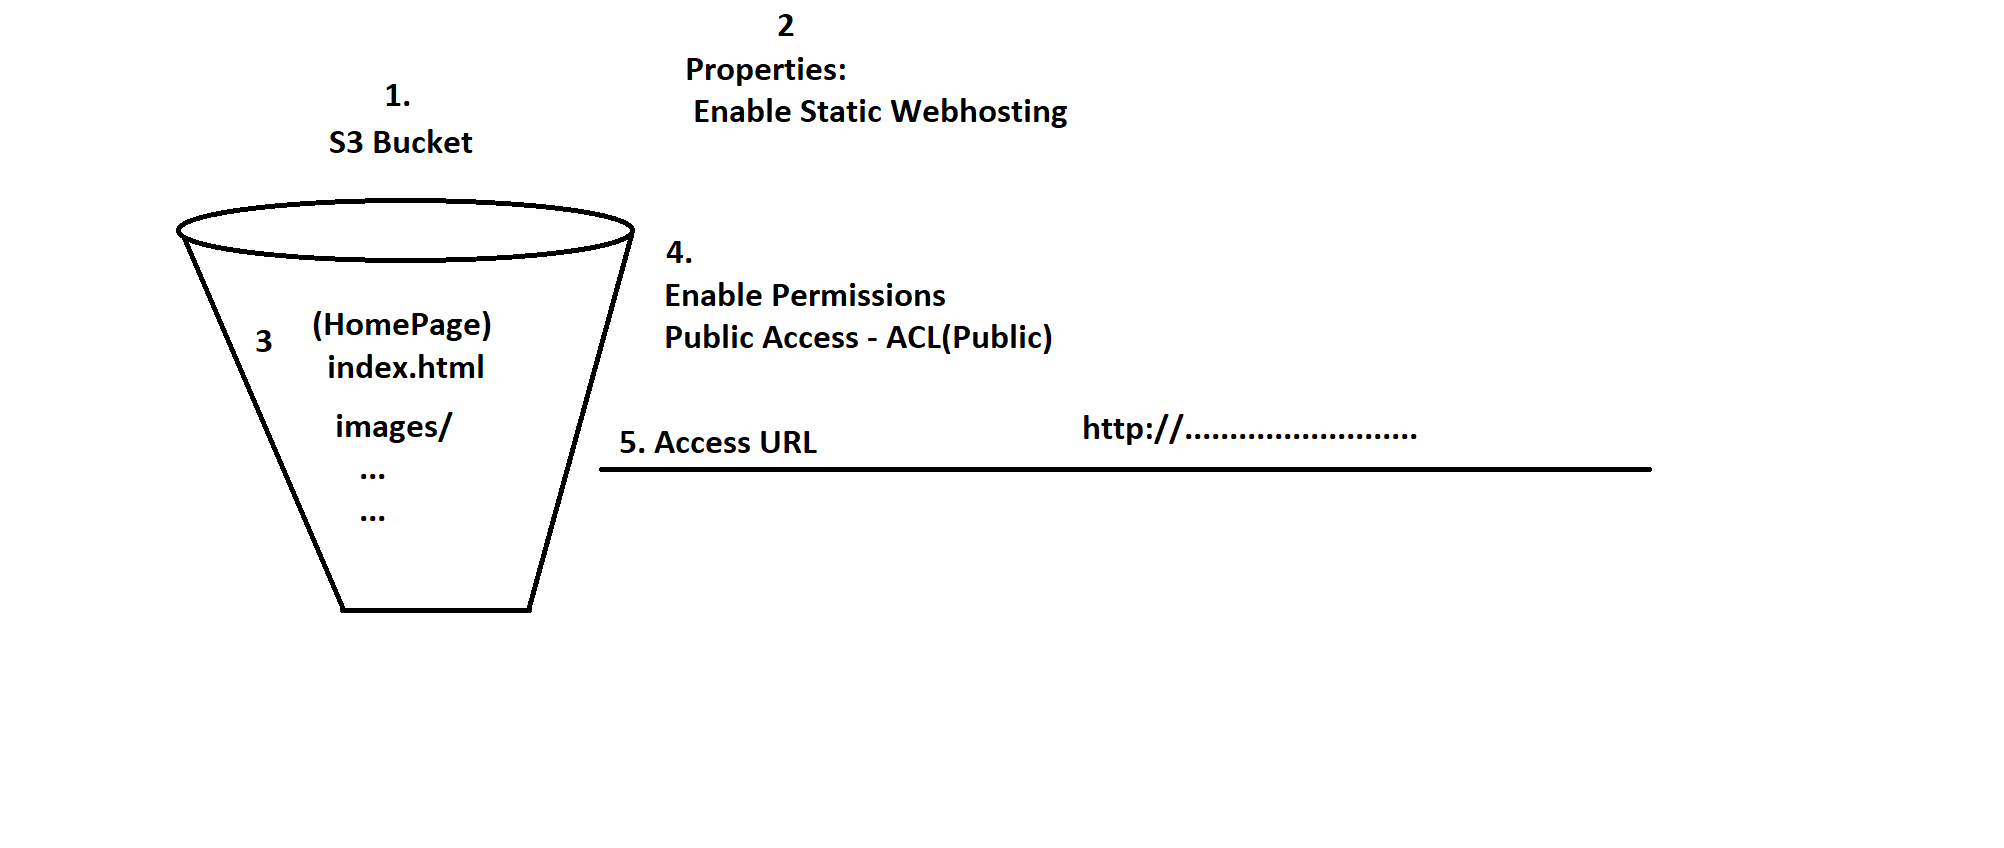 1.
S3 Bucket
2
Properties:
Enable Static Webhosting
3
(HomePage)
index.html
images/
...
...
4.
Enable Permissions
Public Access - ACL(Public)
5. Access URL
http://..........................